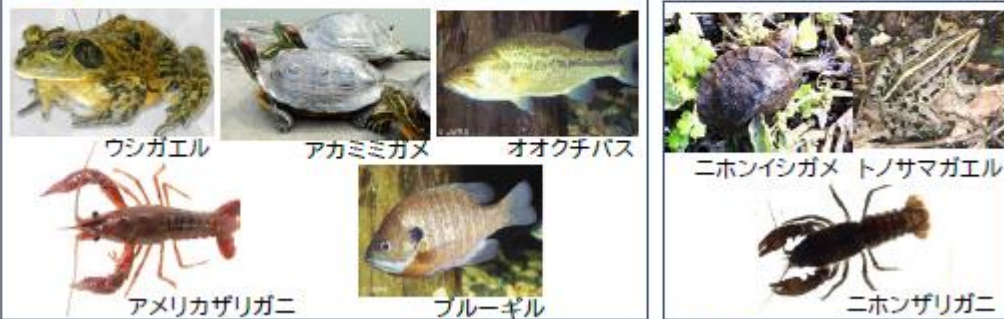 ウシガエル アカミミガメ オオクチバス
アメリカザリガニ ブルーギル
ニホンイシガメ トノサマガエル
ニホンザリガニ